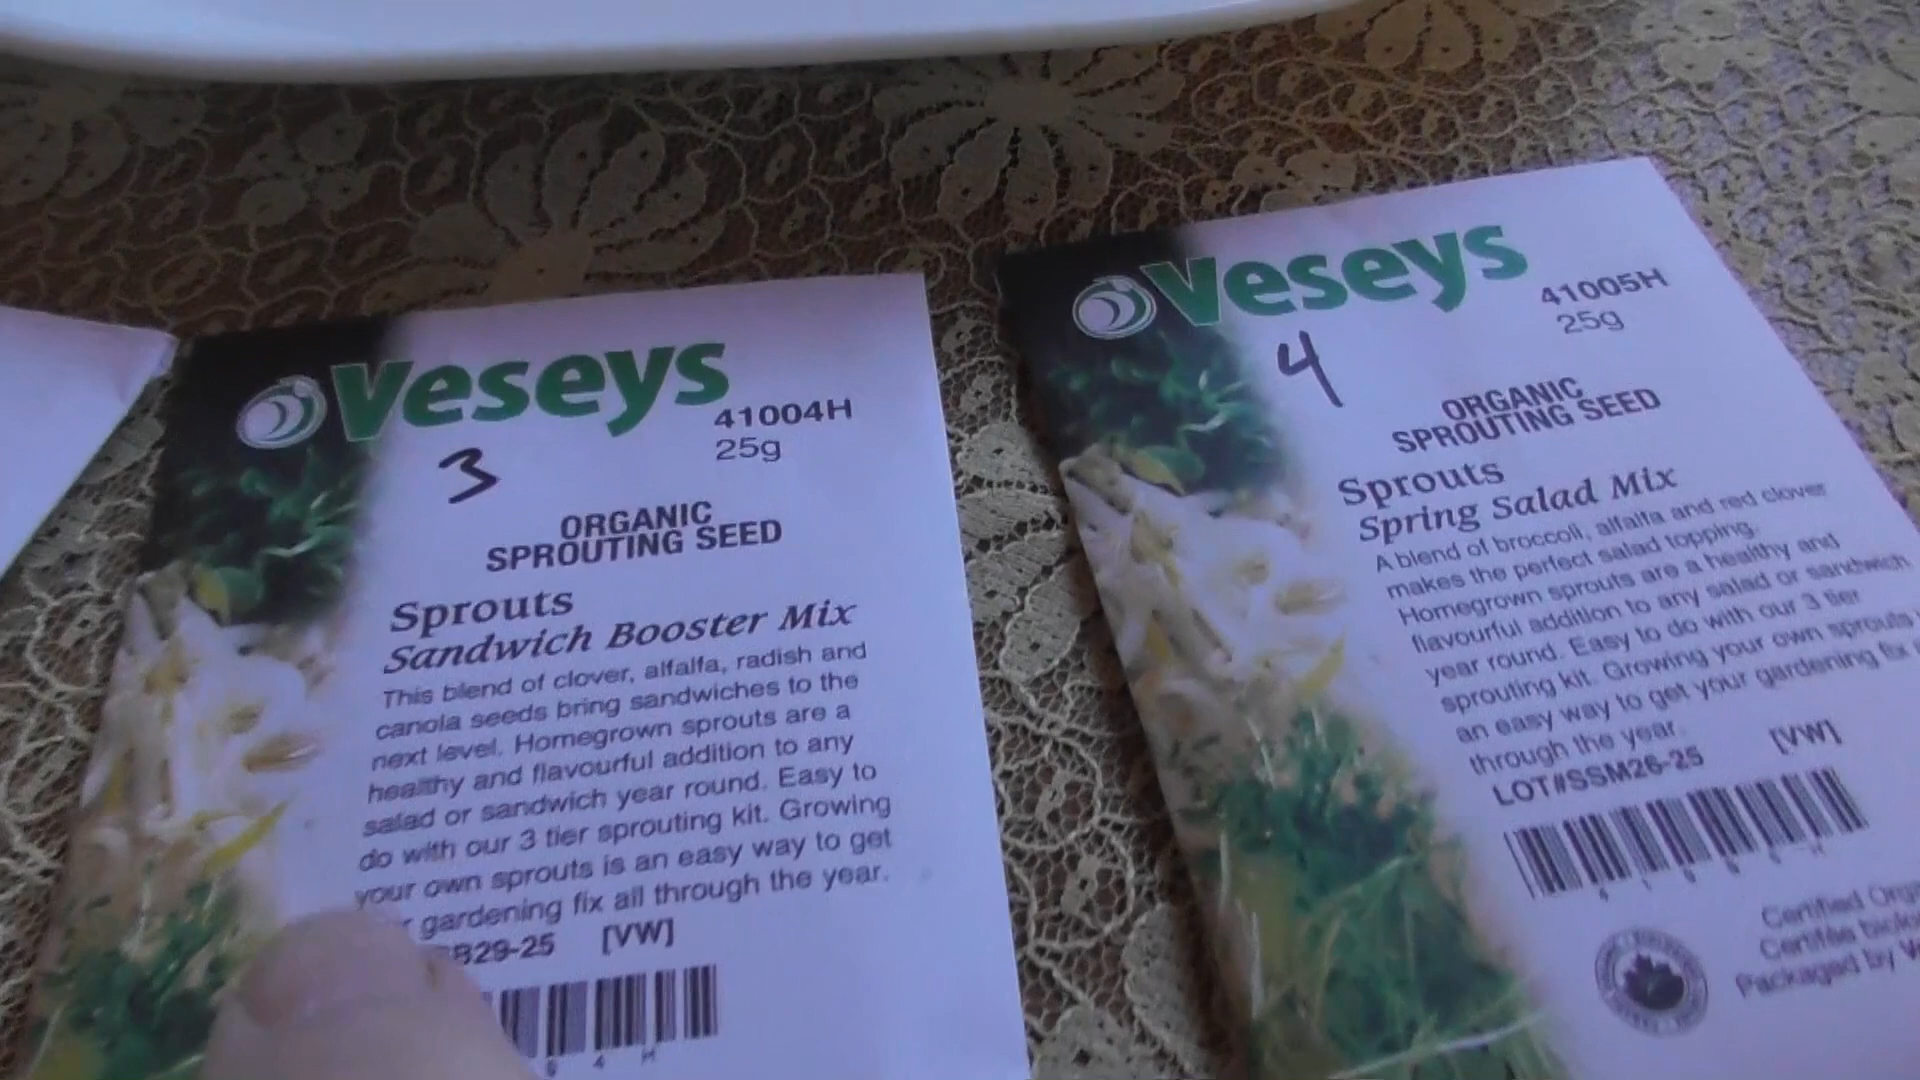 Veseys
41004H
25g
3
ORGANIC
SPROUTING SEED
Sprouts
Sandwich Booster Mix
This blend of clover, alfalfa, radish and
canola seeds bring sandwiches to the
next level. Homegrown sprouts are a
healthy and flavourful addition to any
salad or sandwich year round. Easy to
do with our 3 tier sprouting kit. Growing
your own sprouts is an easy way to get
gardening fix all through the year.
B29-25 [VW]
Veseys
41005H
25g
4
ORGANIC
SPROUTING SEED
Sprouts
Spring Salad Mix
A blend of broccoli, alfalfa and red clover
makes the perfect salad topping.
Homegrown sprouts are a healthy and
flavourful addition to any salad or sandwich
year round. Easy to do with our 3 tier
sprouting kit. Growing your own sprouts
an easy way to get your gardening fix
through the year.
LOT#SSM26-25 [VW]
Certified
Certifée
Packaged by